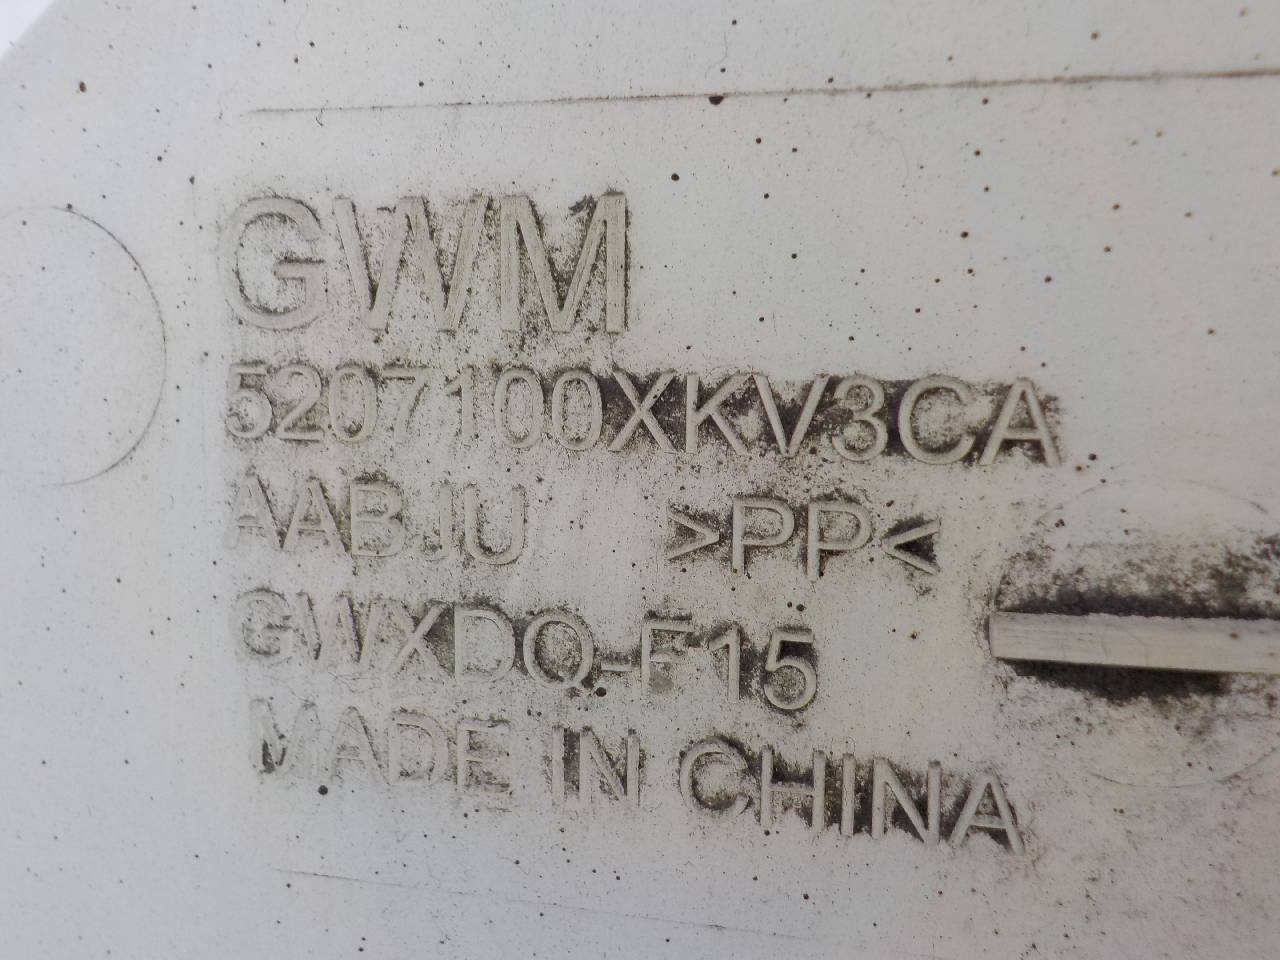 GWM
5207100XKV3CA
AABJU >PP<
GWXDQ-F15
MADE IN CHINA